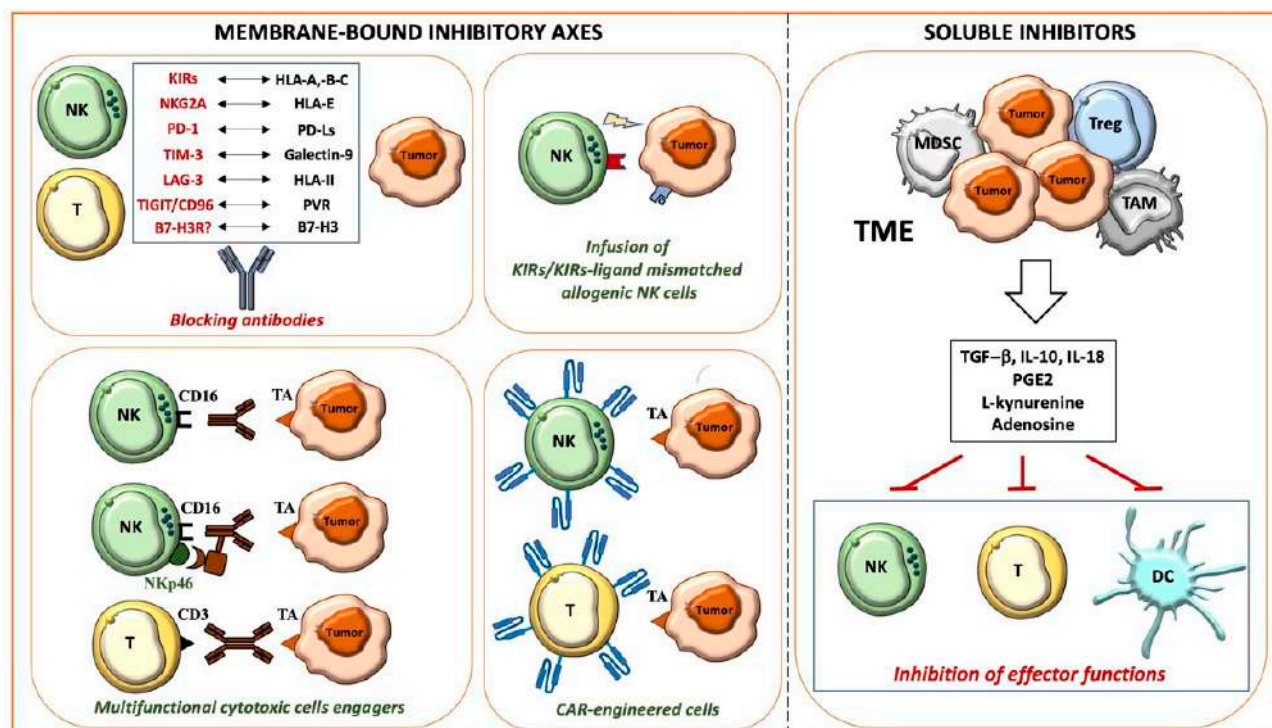 MEMBRANE-BOUND INHIBITORY AXES
NK
T
KIRs HLA-A,-B-C
NKG2A HLA-E
PD-1 PD-Ls
TIM-3 Galectin-9
LAG-3 HLA-II
TIGIT/CD96 PVR
B7-H3R? B7-H3
Tumor
Blocking antibodies
NK
Tumor
Infusion of
KIRs/KIRs-ligand mismatched
allogenic NK cells
NK
CD16
TA
Tumor
NK
CD16
NKp46
TA
Tumor
T
CD3
TA
Tumor
Multifunctional cytotoxic cells engagers
NK
TA
Tumor
T
TA
Tumor
CAR-engineered cells
SOLUBLE INHIBITORS
MDSC
Tumor
Treg
Tumor
Tumor
TAM
TME
TGF–β, IL-10, IL-18
PGE2
L-kynurenine
Adenosine
NK
T
DC
Inhibition of effector functions